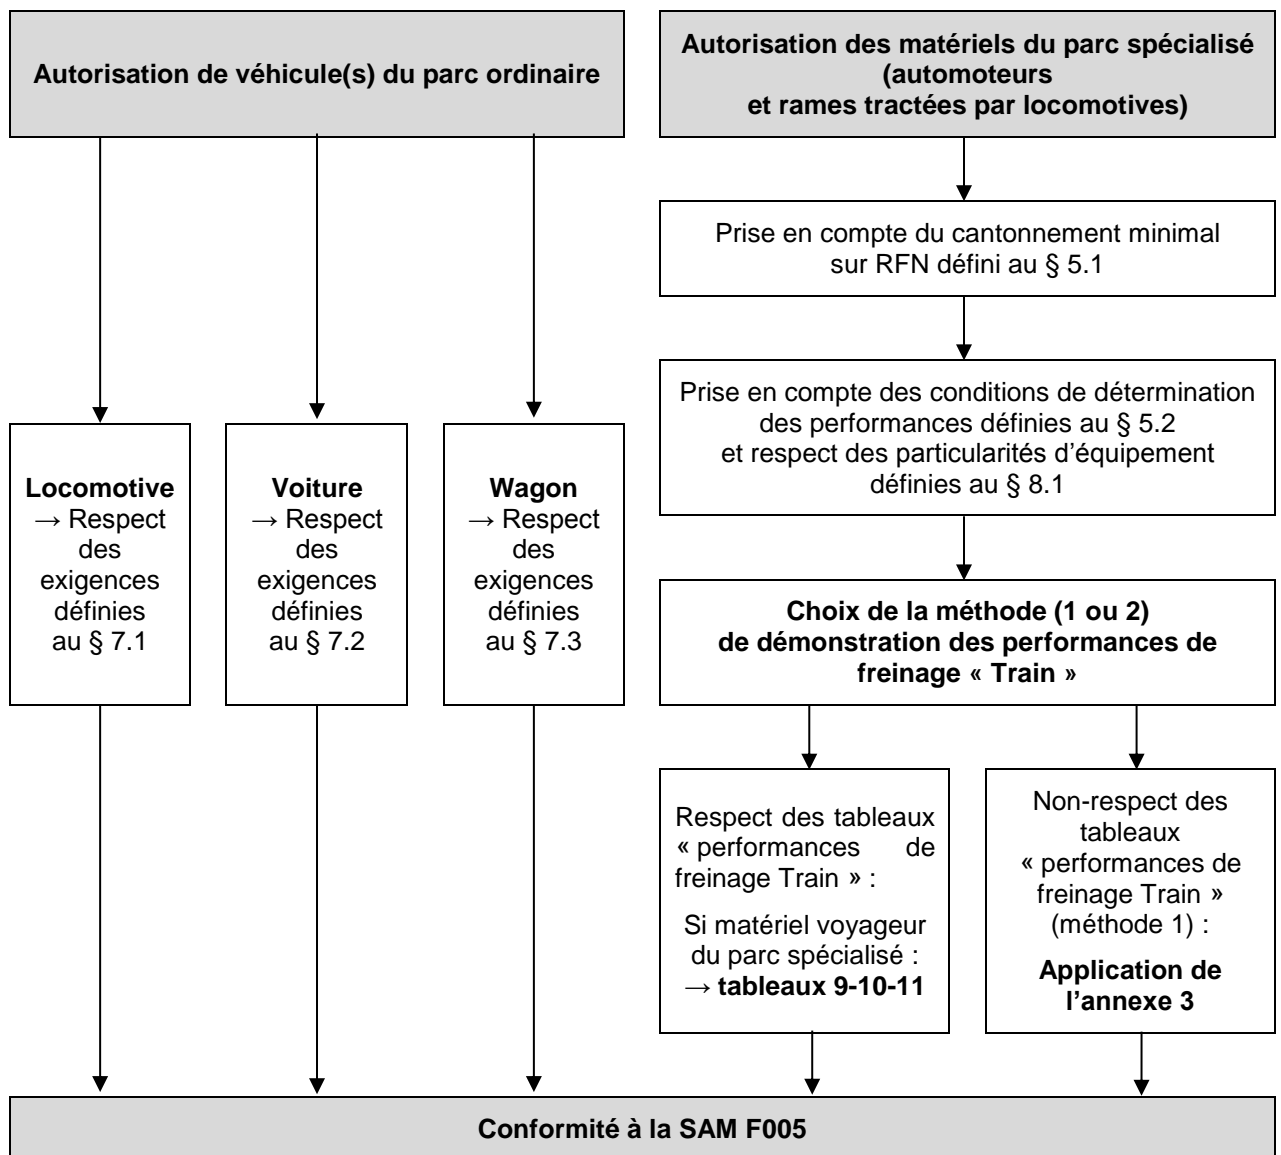 Autorisation de véhicule(s) du parc ordinaire
Autorisation des matériels du parc spécialisé
(automoteurs
et rames tractées par locomotives)
Prise en compte du cantonnement minimal
sur RFN défini au § 5.1
Prise en compte des conditions de détermination
des performances définies au § 5.2
et respect des particularités d’équipement
définies au § 8.1
Locomotive
→ Respect
des
exigences
définies
au § 7.1
Voiture
→ Respect
des
exigences
définies
au § 7.2
Wagon
→ Respect
des
exigences
définies
au § 7.3
Choix de la méthode (1 ou 2)
de démonstration des performances de
freinage « Train »
Respect des tableaux
« performances de
freinage Train » :
Si matériel voyageur
du parc spécialisé :
→ tableaux 9-10-11
Non-respect des
tableaux
« performances de
freinage Train »
(méthode 1) :
Application de
l’annexe 3
Conformité à la SAM F005